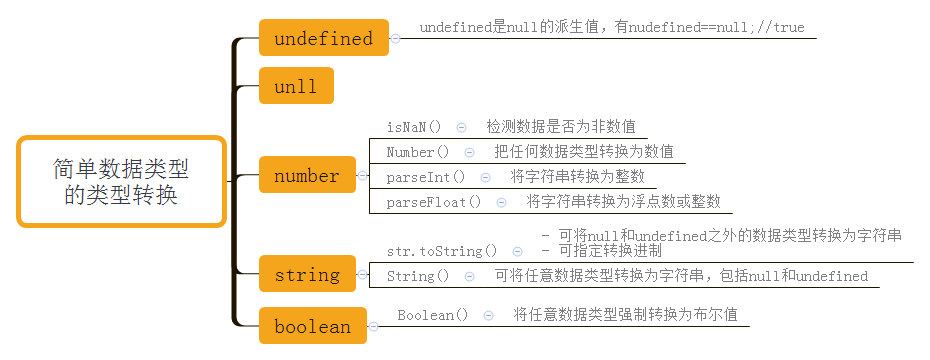 简单数据类型
的类型转换
undefined
undefined是null的派生值，有nudefined==null;//true
unll
number
isNaN() 检测数据是否为非数值
Number() 把任何数据类型转换为数值
parseInt() 将字符串转换为整数
parseFloat() 将字符串转换为浮点数或整数
string
str.toString()
- 可将null和undefined之外的数据类型转换为字符串
- 可指定转换进制
String() 可将任意数据类型转换为字符串，包括null和undefined
boolean
Boolean() 将任意数据类型强制转换为布尔值